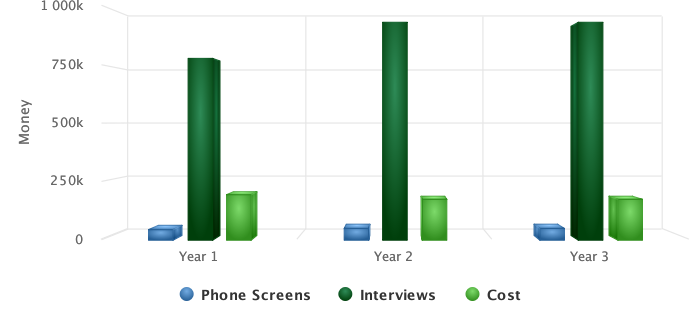 1 000k
750k
500k
250k
0
Money
Year 1 Year 2 Year 3
Phone Screens Interviews Cost